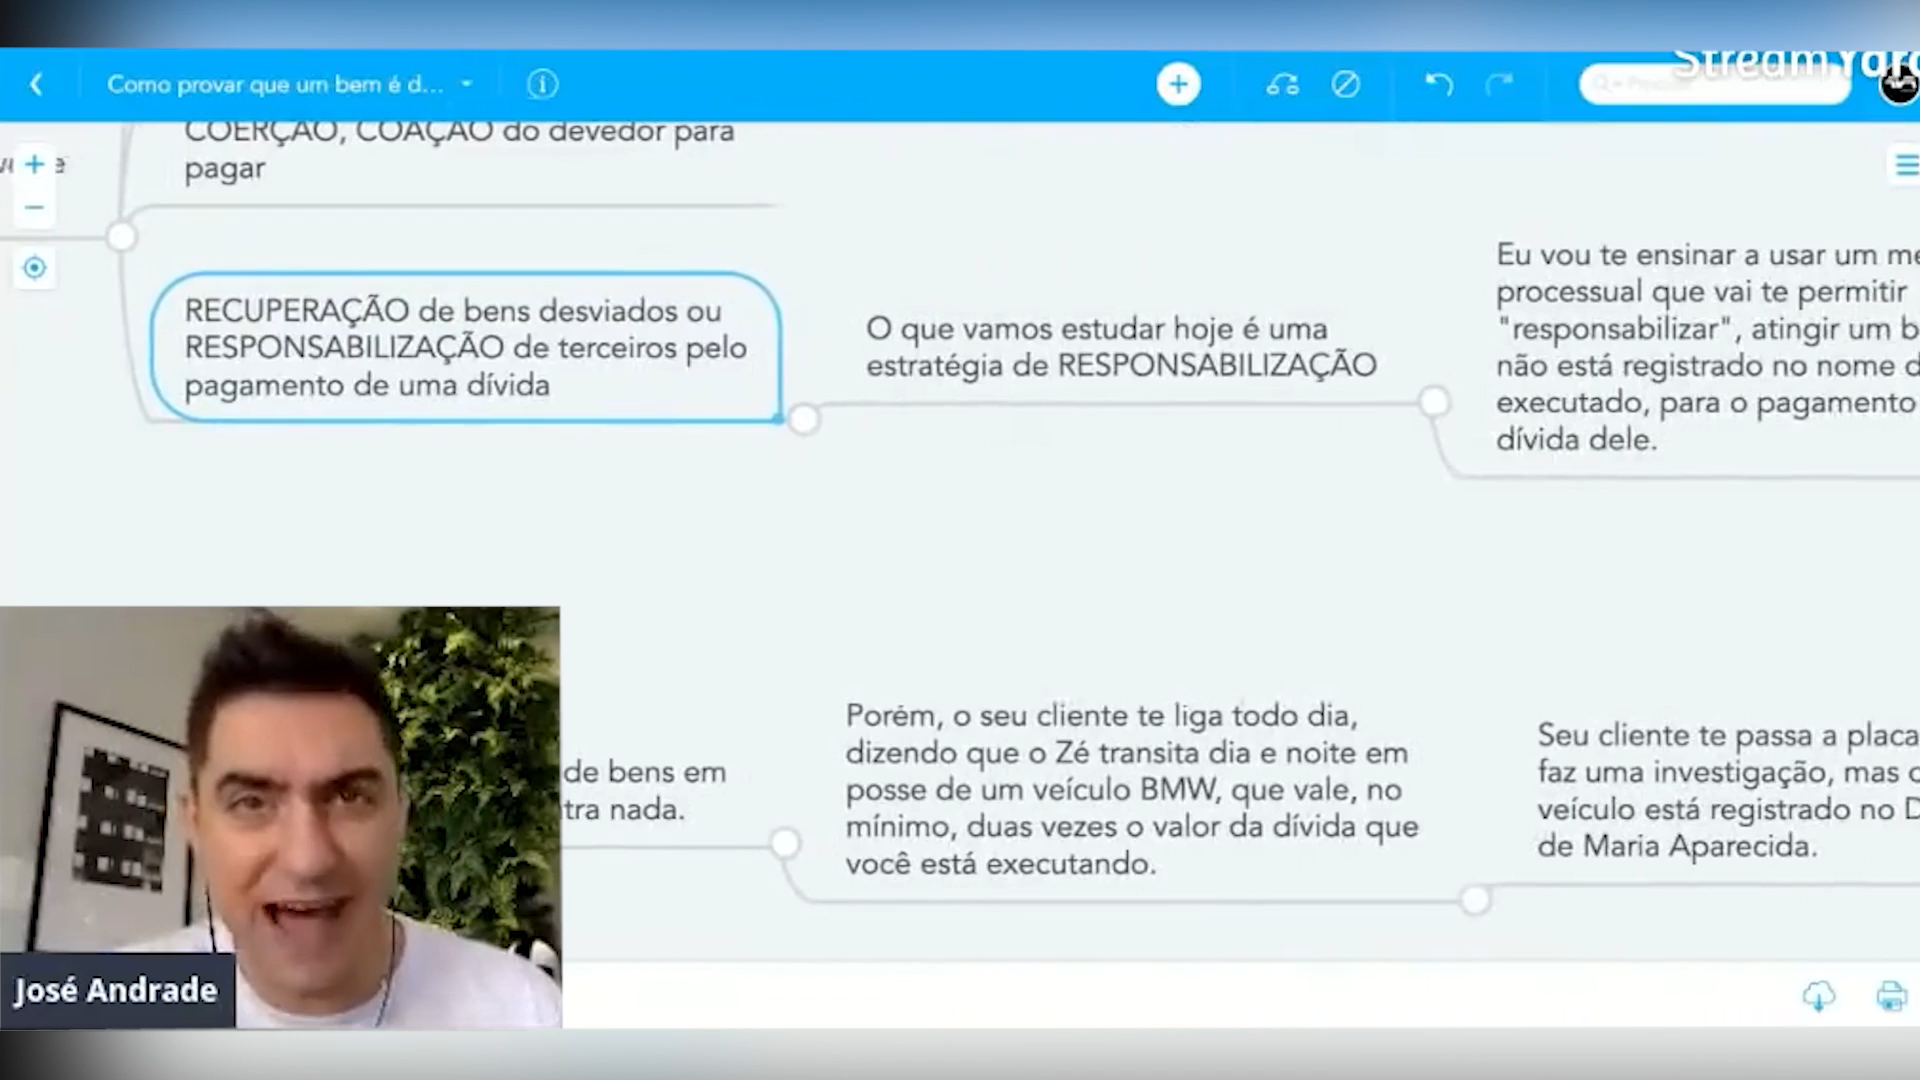 StreamYard
Como provar que um bem é d...
COERÇÃO, COAÇÃO do devedor para
pagar
RECUPERAÇÃO de bens desviados ou
RESPONSABILIZAÇÃO de terceiros pelo
pagamento de uma dívida
O que vamos estudar hoje é uma
estratégia de RESPONSABILIZAÇÃO
Eu vou te ensinar a usar um me
processual que vai te permitir
"responsabilizar", atingir um b
não está registrado no nome d
executado, para o pagamento
dívida dele.
de bens em
tra nada.
Porém, o seu cliente te liga todo dia,
dizendo que o Zé transita dia e noite em
posse de um veículo BMW, que vale, no
mínimo, duas vezes o valor da dívida que
você está executando.
Seu cliente te passa a placa
faz uma investigação, mas o
veículo está registrado no D
de Maria Aparecida.
José Andrade